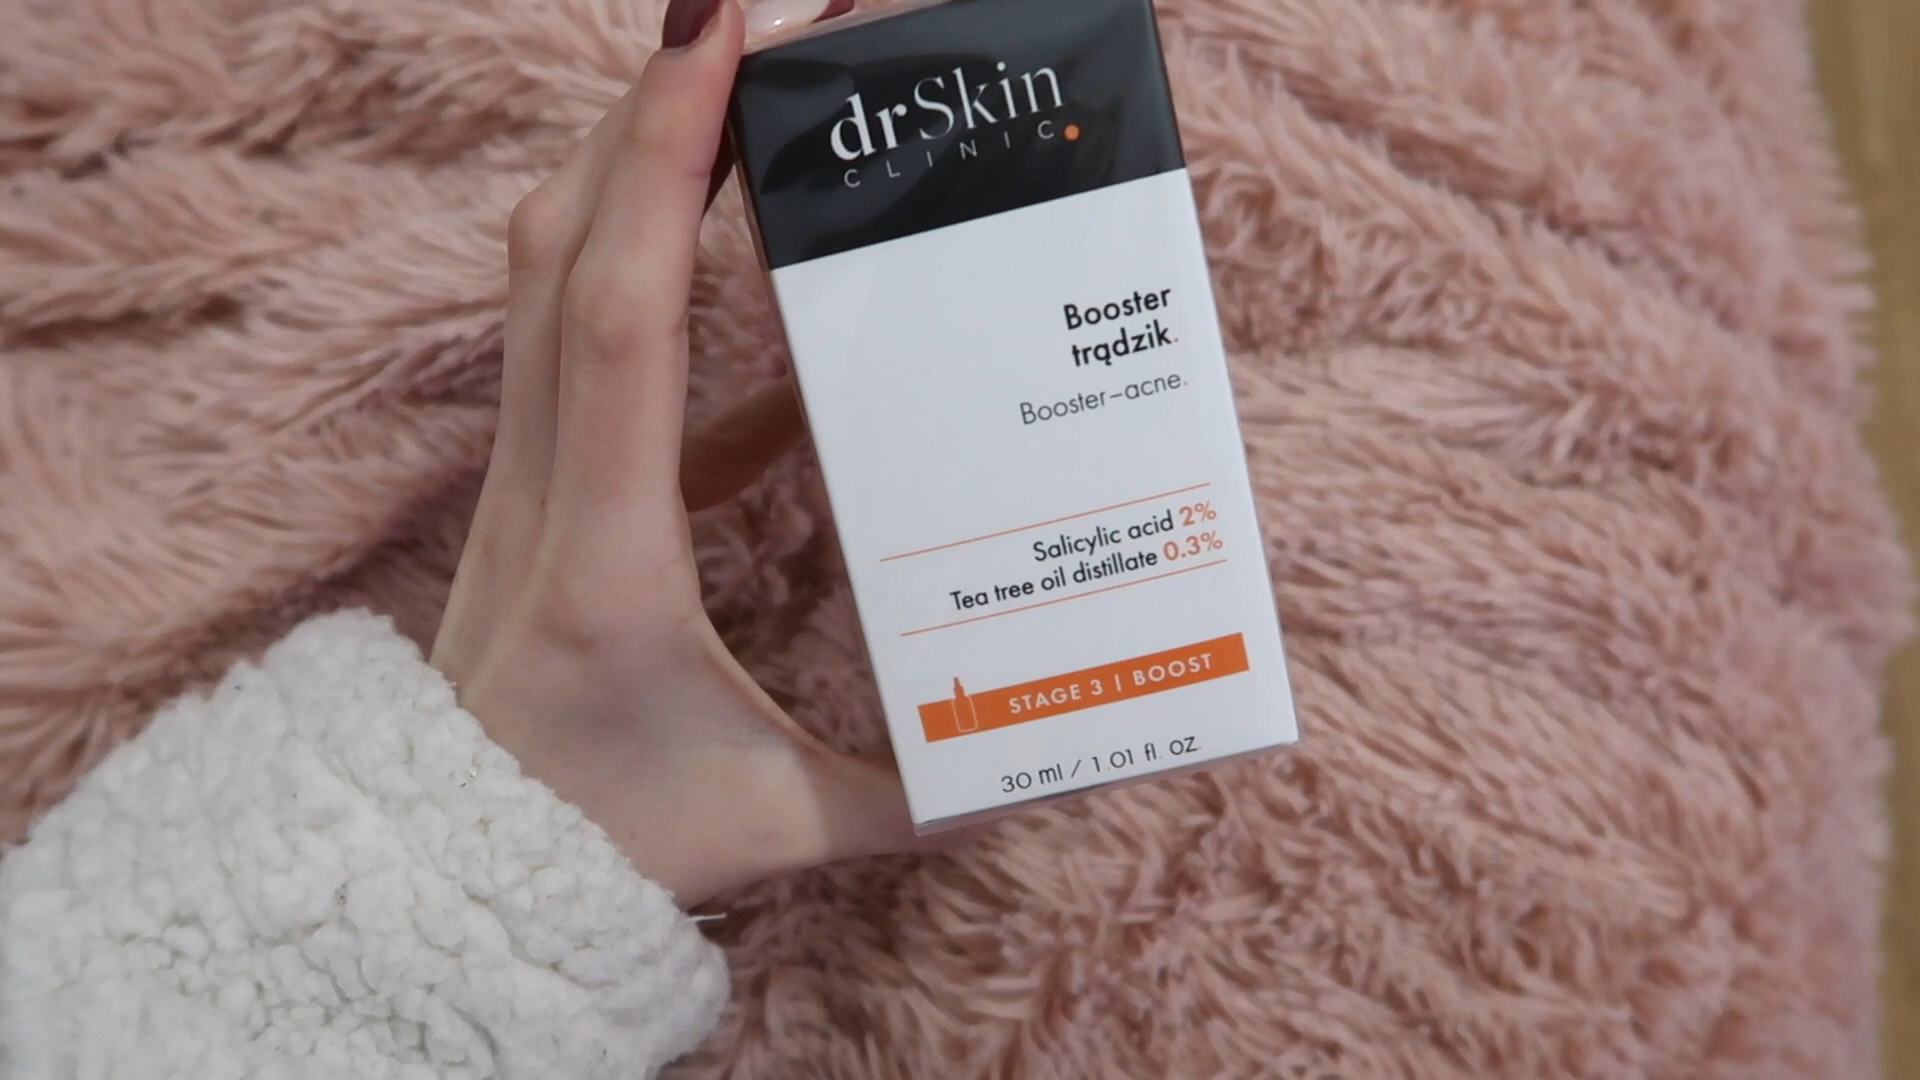 drSkin
CLINIC
Booster
trądzik.
Booster–acne.
Salicylic acid 2%
Tea tree oil distillate 0.3%
STAGE 3 | BOOST
30 ml / 1.01 fl. oz.